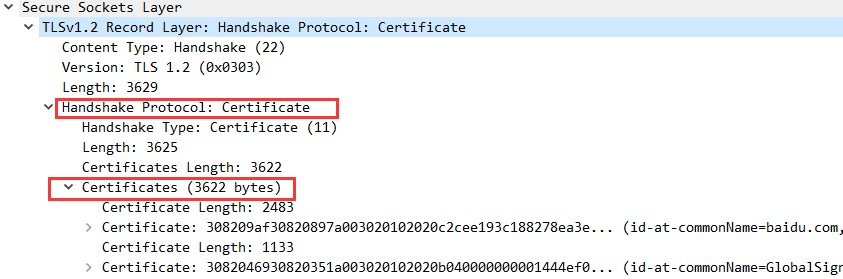 Secure Sockets Layer
TLSv1.2 Record Layer: Handshake Protocol: Certificate
Content Type: Handshake (22)
Version: TLS 1.2 (0x0303)
Length: 3629
Handshake Protocol: Certificate
Handshake Type: Certificate (11)
Length: 3625
Certificates Length: 3622
Certificates (3622 bytes)
Certificate Length: 2483
Certificate: 308209af30820897a003020102020c2cee193c188278ea3e... (id-at-commonName=baidu.com,
Certificate Length: 1133
Certificate: 3082046930820351a003020102020b040000000001444ef0... (id-at-commonName=GlobalSign